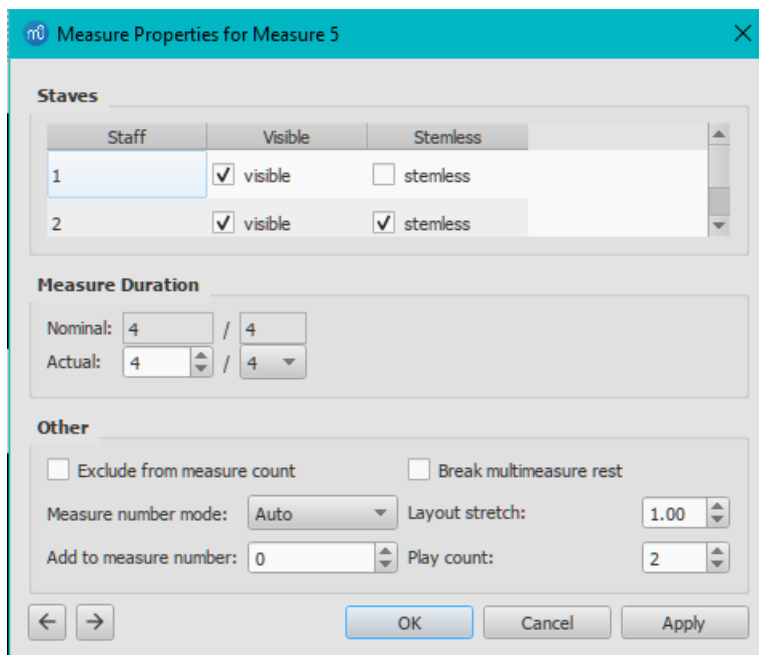 Measure Properties for Measure 5
Staves
Staff Visible Stemless
1 visible stemless
2 visible stemless
Measure Duration
Nominal: 4 / 4
Actual: 4 / 4
Other
Exclude from measure count Break multimeasure rest
Measure number mode: Auto Layout stretch: 1.00
Add to measure number: 0 Play count: 2
OK Cancel Apply